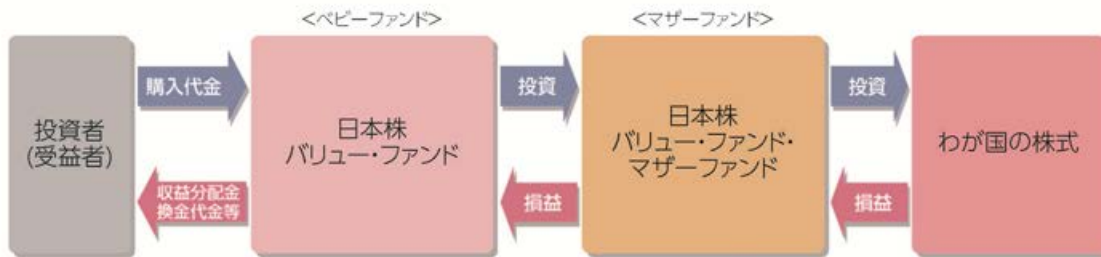 <ベビーファンド>
<マザーファンド>
投資者
(受益者)
購入代金
収益分配金
換金代金等
日本株
バリュー・ファンド
投資
損益
日本株
バリュー・ファンド・
マザーファンド
投資
損益
わが国の株式